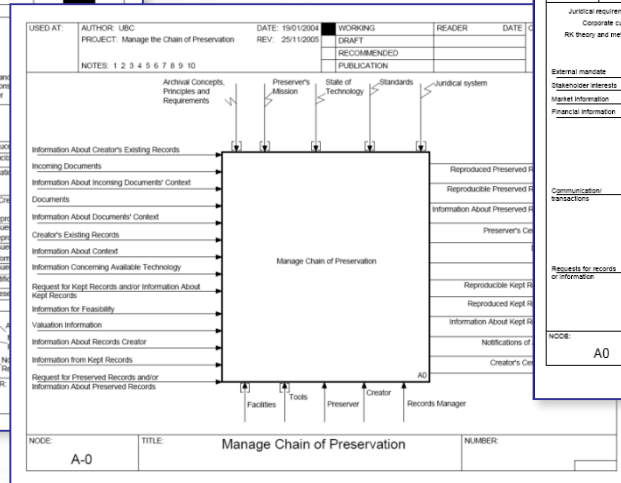 USED AT:
AUTHOR: UBC
DATE: 19/01/2004
WORKING
READER
DATE
PROJECT: Manage the Chain of Preservation
REV: 25/11/2005
DRAFT
RECOMMENDED
NOTES: 1 2 3 4 5 6 7 8 9 10
PUBLICATION
Archival Concepts,
Principles and
Requirements
Preserver's
Mission
State of
Technology
Standards
Juridical system
Information About Creator's Existing Records
Incoming Documents
Information About Incoming Documents' Context
Documents
Information About Documents' Context
Creator's Existing Records
Information About Context
Information Concerning Available Technology
Request for Kept Records and/or Information About
Kept Records
Information for Feasibility
Valuation Information
Information About Records Creator
Information from Kept Records
Request for Preserved Records and/or
Information About Preserved Records
Manage Chain of Preservation
A0
Reproduced Preserved
Reproducible Preserved
Information About Preserved
Preserver's
Reproducible Kept
Reproduced Kept
Information About Kept
Notifications of
Creator's
Facilities
Tools
Preserver
Creator
Records Manager
NODE:
A-0
TITLE:
Manage Chain of Preservation
NUMBER:
Juridical
Corporate
RK theory and
External mandate
Stakeholder interests
Market information
Financial information
Communication/
transactions
Requests for records
or information
NODE:
A0